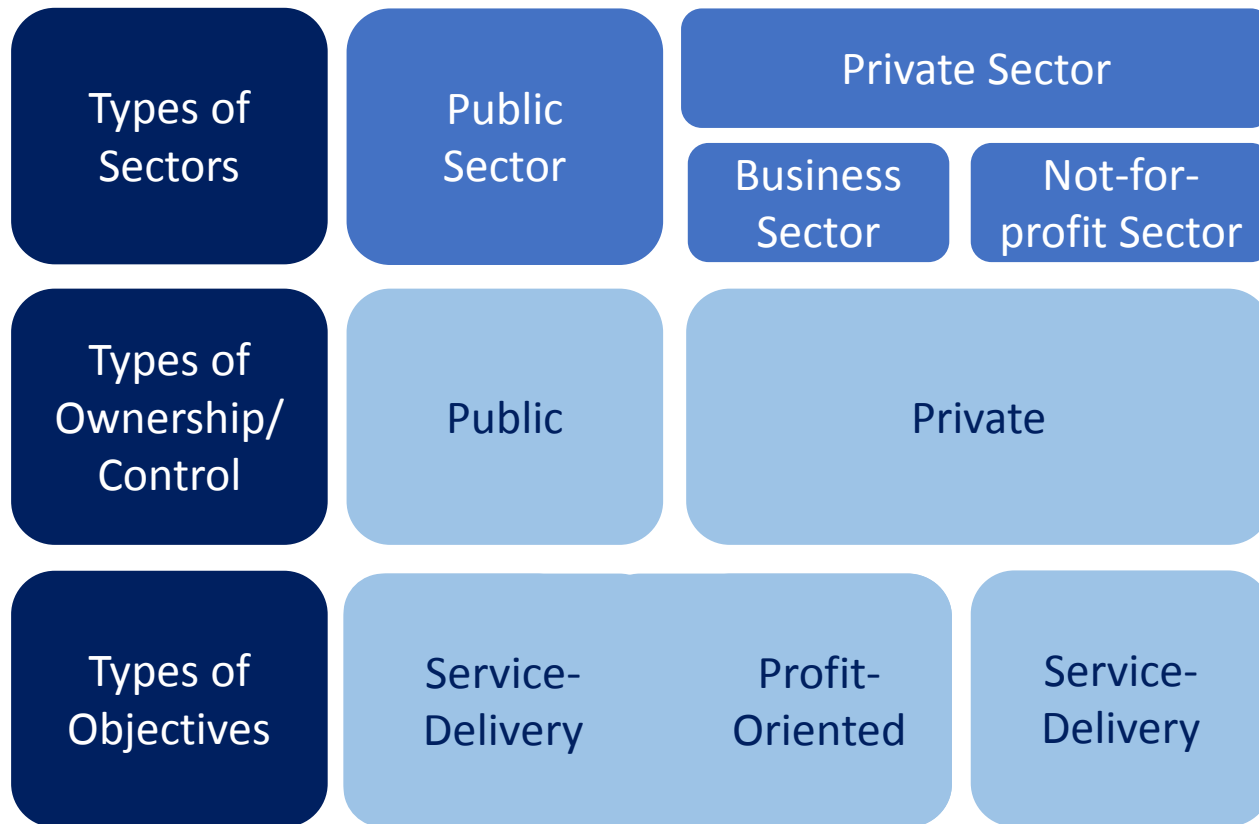 Types of
Sectors
Public
Sector
Private Sector
Business
Sector
Not-for-
profit Sector
Types of
Ownership/
Control
Public
Private
Types of
Objectives
Service-
Delivery
Profit-
Oriented
Service-
Delivery